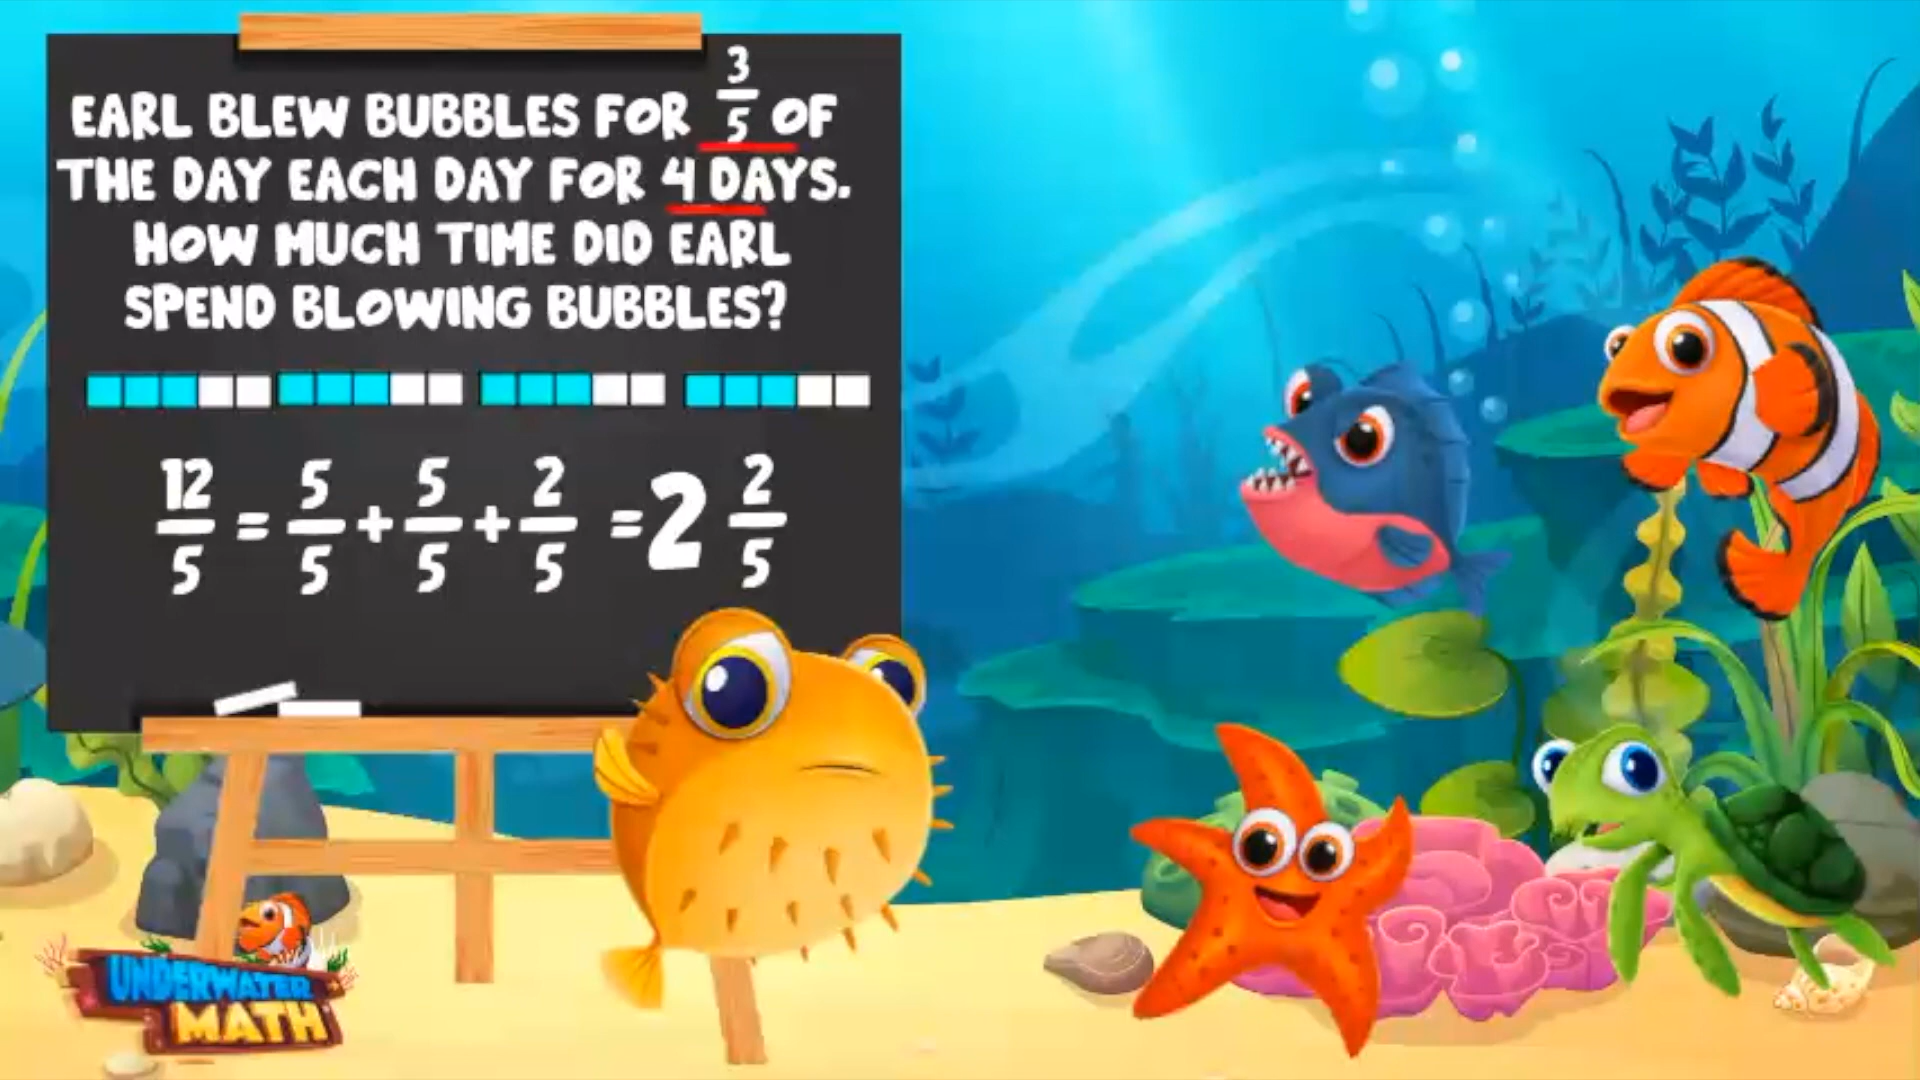 EARL BLEW BUBBLES FOR 3/5 OF
THE DAY EACH DAY FOR 4 DAYS.
HOW MUCH TIME DID EARL
SPEND BLOWING BUBBLES?
12/5 = 5/5 + 5/5 + 2/5 = 2 2/5
UNDERWATER
MATH